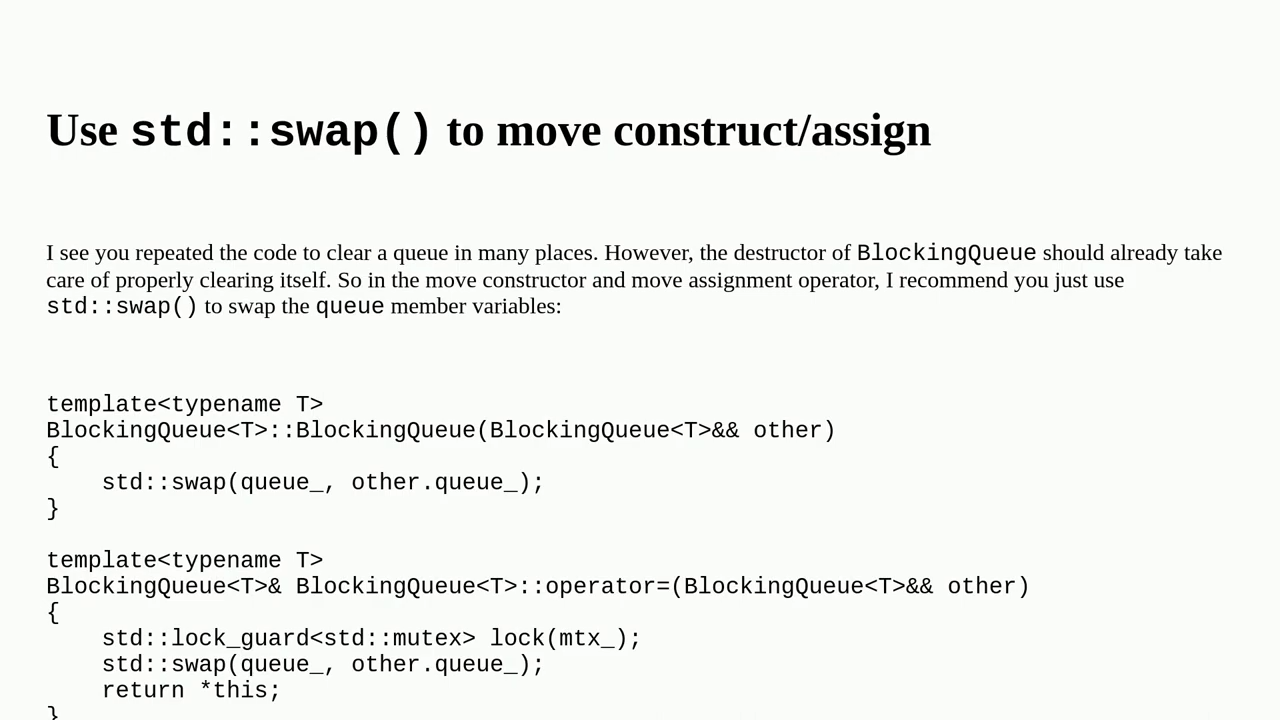 Use std::swap() to move construct/assign
I see you repeated the code to clear a queue in many places. However, the destructor of BlockingQueue should already take
care of properly clearing itself. So in the move constructor and move assignment operator, I recommend you just use
std::swap() to swap the queue member variables:
template<typename T>
BlockingQueue<T>::BlockingQueue(BlockingQueue<T>&& other)
{
    std::swap(queue_, other.queue_);
}
template<typename T>
BlockingQueue<T>& BlockingQueue<T>::operator=(BlockingQueue<T>&& other)
{
    std::lock_guard<std::mutex> lock(mtx_);
    std::swap(queue_, other.queue_);
    return *this;
}